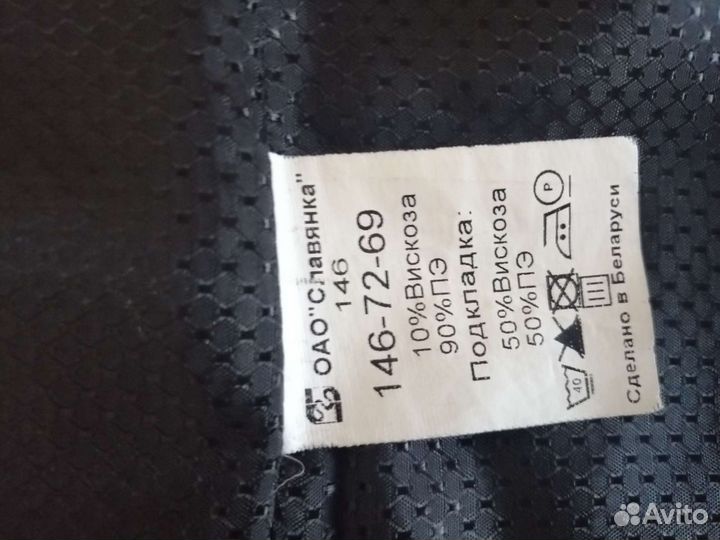 ОАО"Славянка"
146
146-72-69
10%Вискоза
90%ПЭ
Подкладка:
50%Вискоза
50%ПЭ
40
P
Сделано в Беларуси
Avito